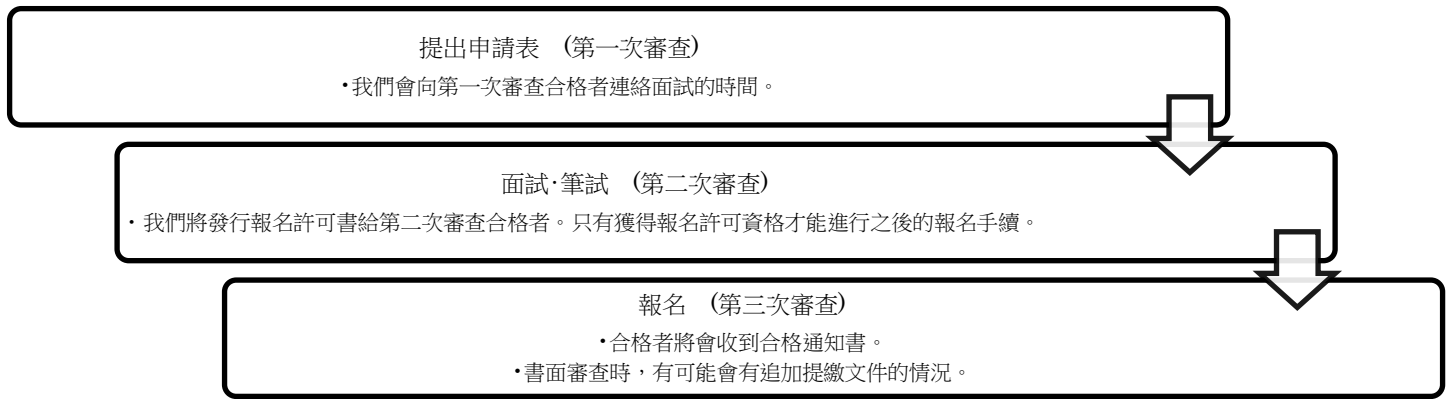 提出申請表　(第一次審查)
・我們會向第一次審查合格者連絡面試的時間。
面試·筆試　(第二次審查)
・我們將發行報名許可書給第二次審查合格者。只有獲得報名許可資格才能進行之後的報名手續。
報名　(第三次審查)
・合格者將會收到合格通知書。
・書面審查時，有可能會有追加提繳文件的情況。